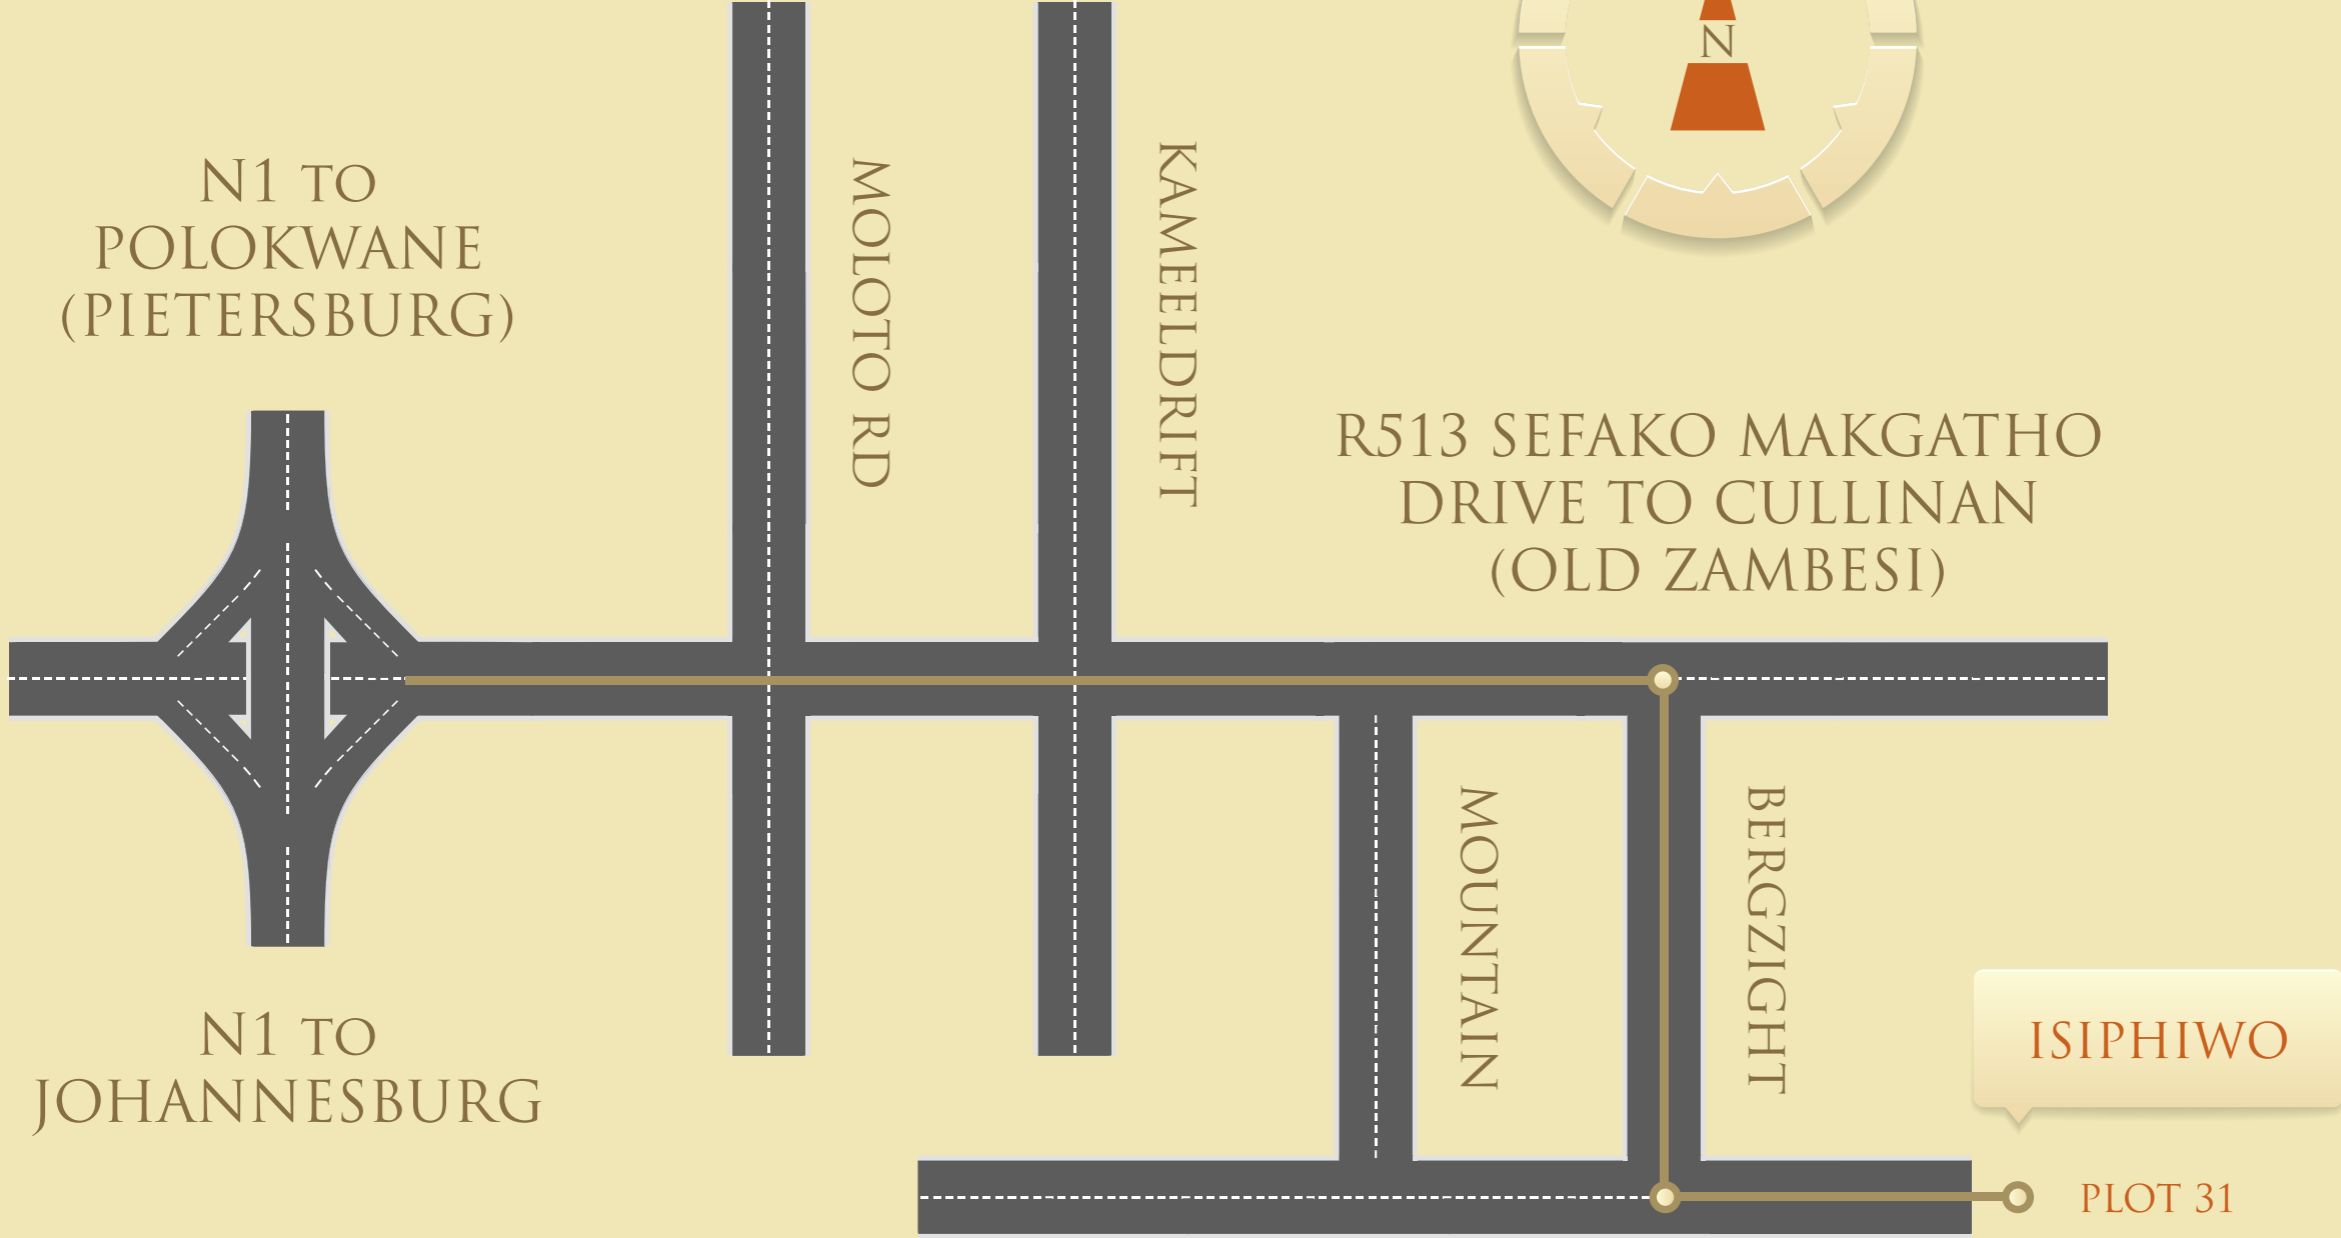 N
N1 TO
POLOKWANE
(PIETERSBURG)
MOLOTO RD
KAMEELDRIFT
R513 SEFAKO MAKGATHO
DRIVE TO CULLINAN
(OLD ZAMBESI)
MOUNTAIN
BERGZIGHT
N1 TO
JOHANNESBURG
ISIPHIWO
PLOT 31